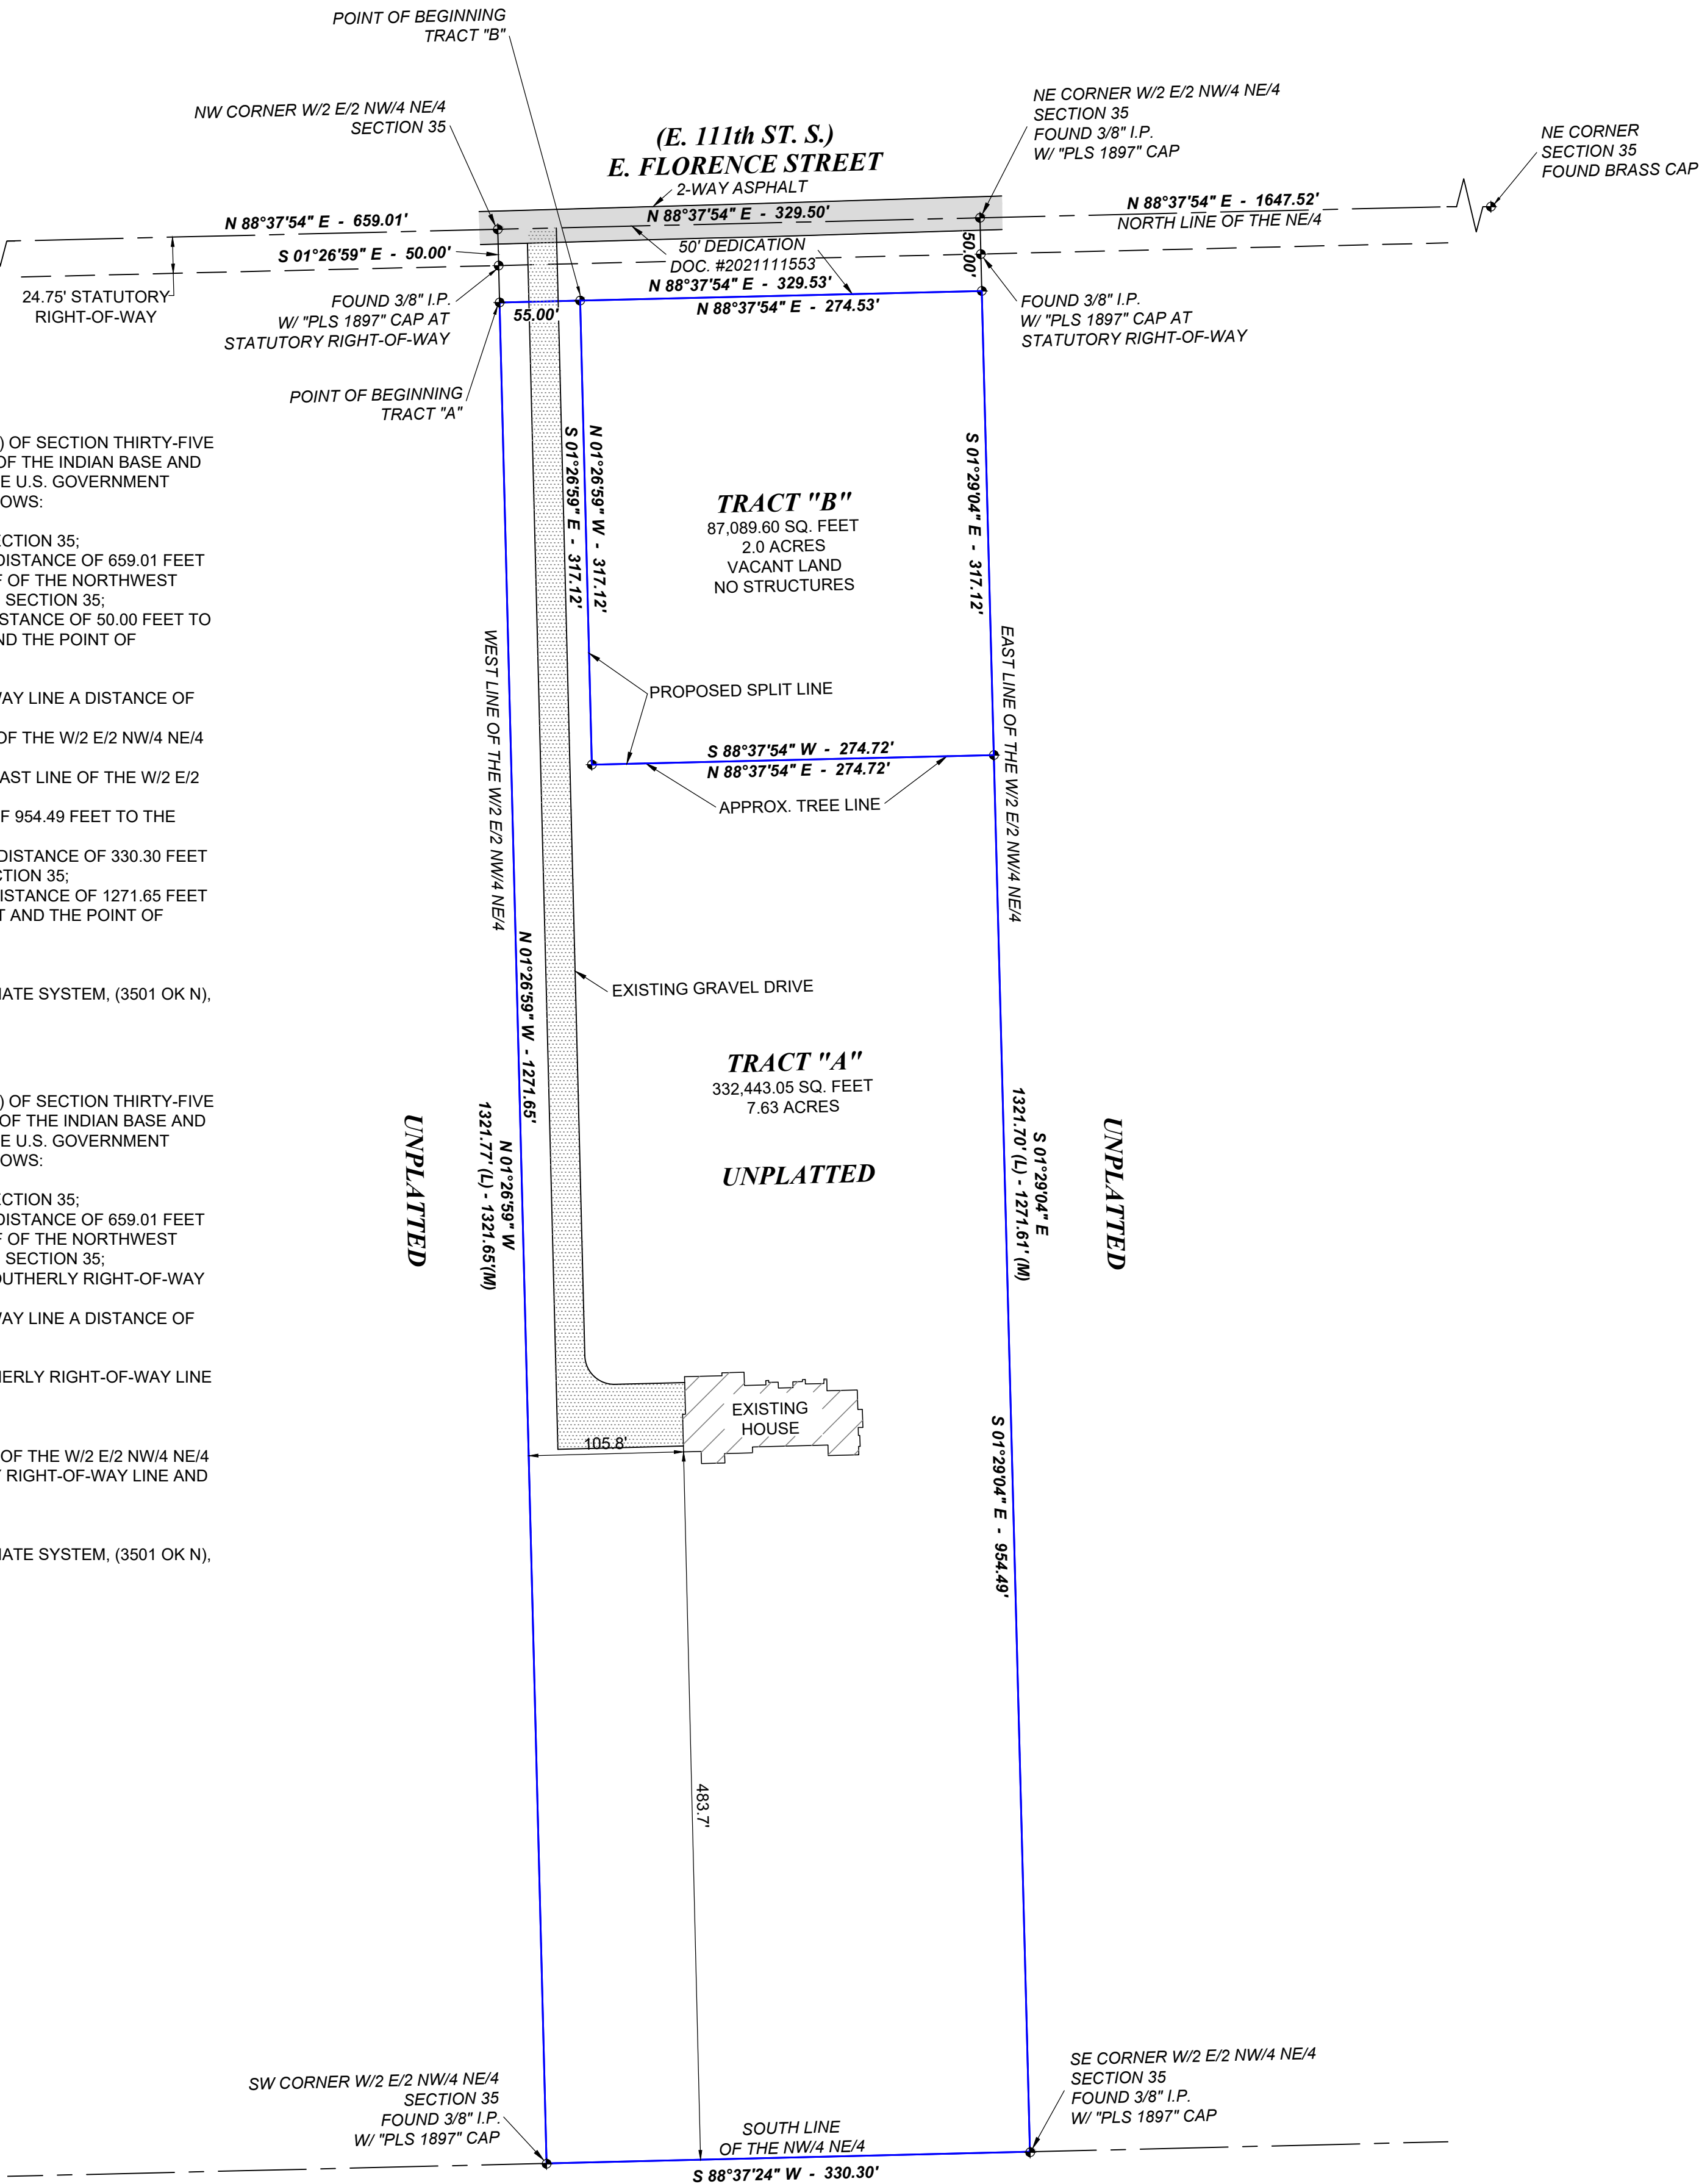 POINT OF BEGINNING
TRACT "B"
NW CORNER W/2 E/2 NW/4 NE/4
SECTION 35
(E. 111th ST. S.)
E. FLORENCE STREET
2-WAY ASPHALT
NE CORNER W/2 E/2 NW/4 NE/4
SECTION 35
FOUND 3/8" I.P.
W/ "PLS 1897" CAP
NE CORNER
SECTION 35
FOUND BRASS CAP
N 88°37'54" E - 659.01'
N 88°37'54" E - 329.50'
N 88°37'54" E - 1647.52'
NORTH LINE OF THE NE/4
S 01°26'59" E - 50.00'
50' DEDICATION
DOC. #2021111553
50.00'
24.75' STATUTORY
RIGHT-OF-WAY
FOUND 3/8" I.P.
W/ "PLS 1897" CAP AT
STATUTORY RIGHT-OF-WAY
N 88°37'54" E - 329.53'
55.00'
N 88°37'54" E - 274.53'
FOUND 3/8" I.P.
W/ "PLS 1897" CAP AT
STATUTORY RIGHT-OF-WAY
POINT OF BEGINNING
TRACT "A"
) OF SECTION THIRTY-FIVE
OF THE INDIAN BASE AND
E U.S. GOVERNMENT
OWS:
ECTION 35;
DISTANCE OF 659.01 FEET
F OF THE NORTHWEST
SECTION 35;
STANCE OF 50.00 FEET TO
ND THE POINT OF
WAY LINE A DISTANCE OF
OF THE W/2 E/2 NW/4 NE/4
AST LINE OF THE W/2 E/2
F 954.49 FEET TO THE
DISTANCE OF 330.30 FEET
CTION 35;
ISTANCE OF 1271.65 FEET
T AND THE POINT OF
NATE SYSTEM, (3501 OK N),
) OF SECTION THIRTY-FIVE
OF THE INDIAN BASE AND
E U.S. GOVERNMENT
OWS:
ECTION 35;
DISTANCE OF 659.01 FEET
F OF THE NORTHWEST
SECTION 35;
OUTHERLY RIGHT-OF-WAY
WAY LINE A DISTANCE OF
HERLY RIGHT-OF-WAY LINE
OF THE W/2 E/2 NW/4 NE/4
Y RIGHT-OF-WAY LINE AND
NATE SYSTEM, (3501 OK N),
S 01°26'59" E - 317.12'
N 01°26'59" W - 317.12'
TRACT "B"
87,089.60 SQ. FEET
2.0 ACRES
VACANT LAND
NO STRUCTURES
S 01°29'04" E - 317.12'
WEST LINE OF THE W/2 E/2 NW/4 NE/4
EAST LINE OF THE W/2 E/2 NW/4 NE/4
PROPOSED SPLIT LINE
S 88°37'54" W - 274.72'
N 88°37'54" E - 274.72'
APPROX. TREE LINE
N 01°26'59" W - 1271.65'
EXISTING GRAVEL DRIVE
TRACT "A"
332,443.05 SQ. FEET
7.63 ACRES
UNPLATTED
UNPLATTED
N 01°26'59" W
1321.77' (L) - 1321.65'(M)
S 01°29'04" E
1321.70' (L) - 1271.61' (M)
UNPLATTED
EXISTING
HOUSE
105.8'
S 01°29'04" E - 954.49'
483.7'
SW CORNER W/2 E/2 NW/4 NE/4
SECTION 35
FOUND 3/8" I.P.
W/ "PLS 1897" CAP
SE CORNER W/2 E/2 NW/4 NE/4
SECTION 35
FOUND 3/8" I.P.
W/ "PLS 1897" CAP
SOUTH LINE
OF THE NW/4 NE/4
S 88°37'24" W - 330.30'